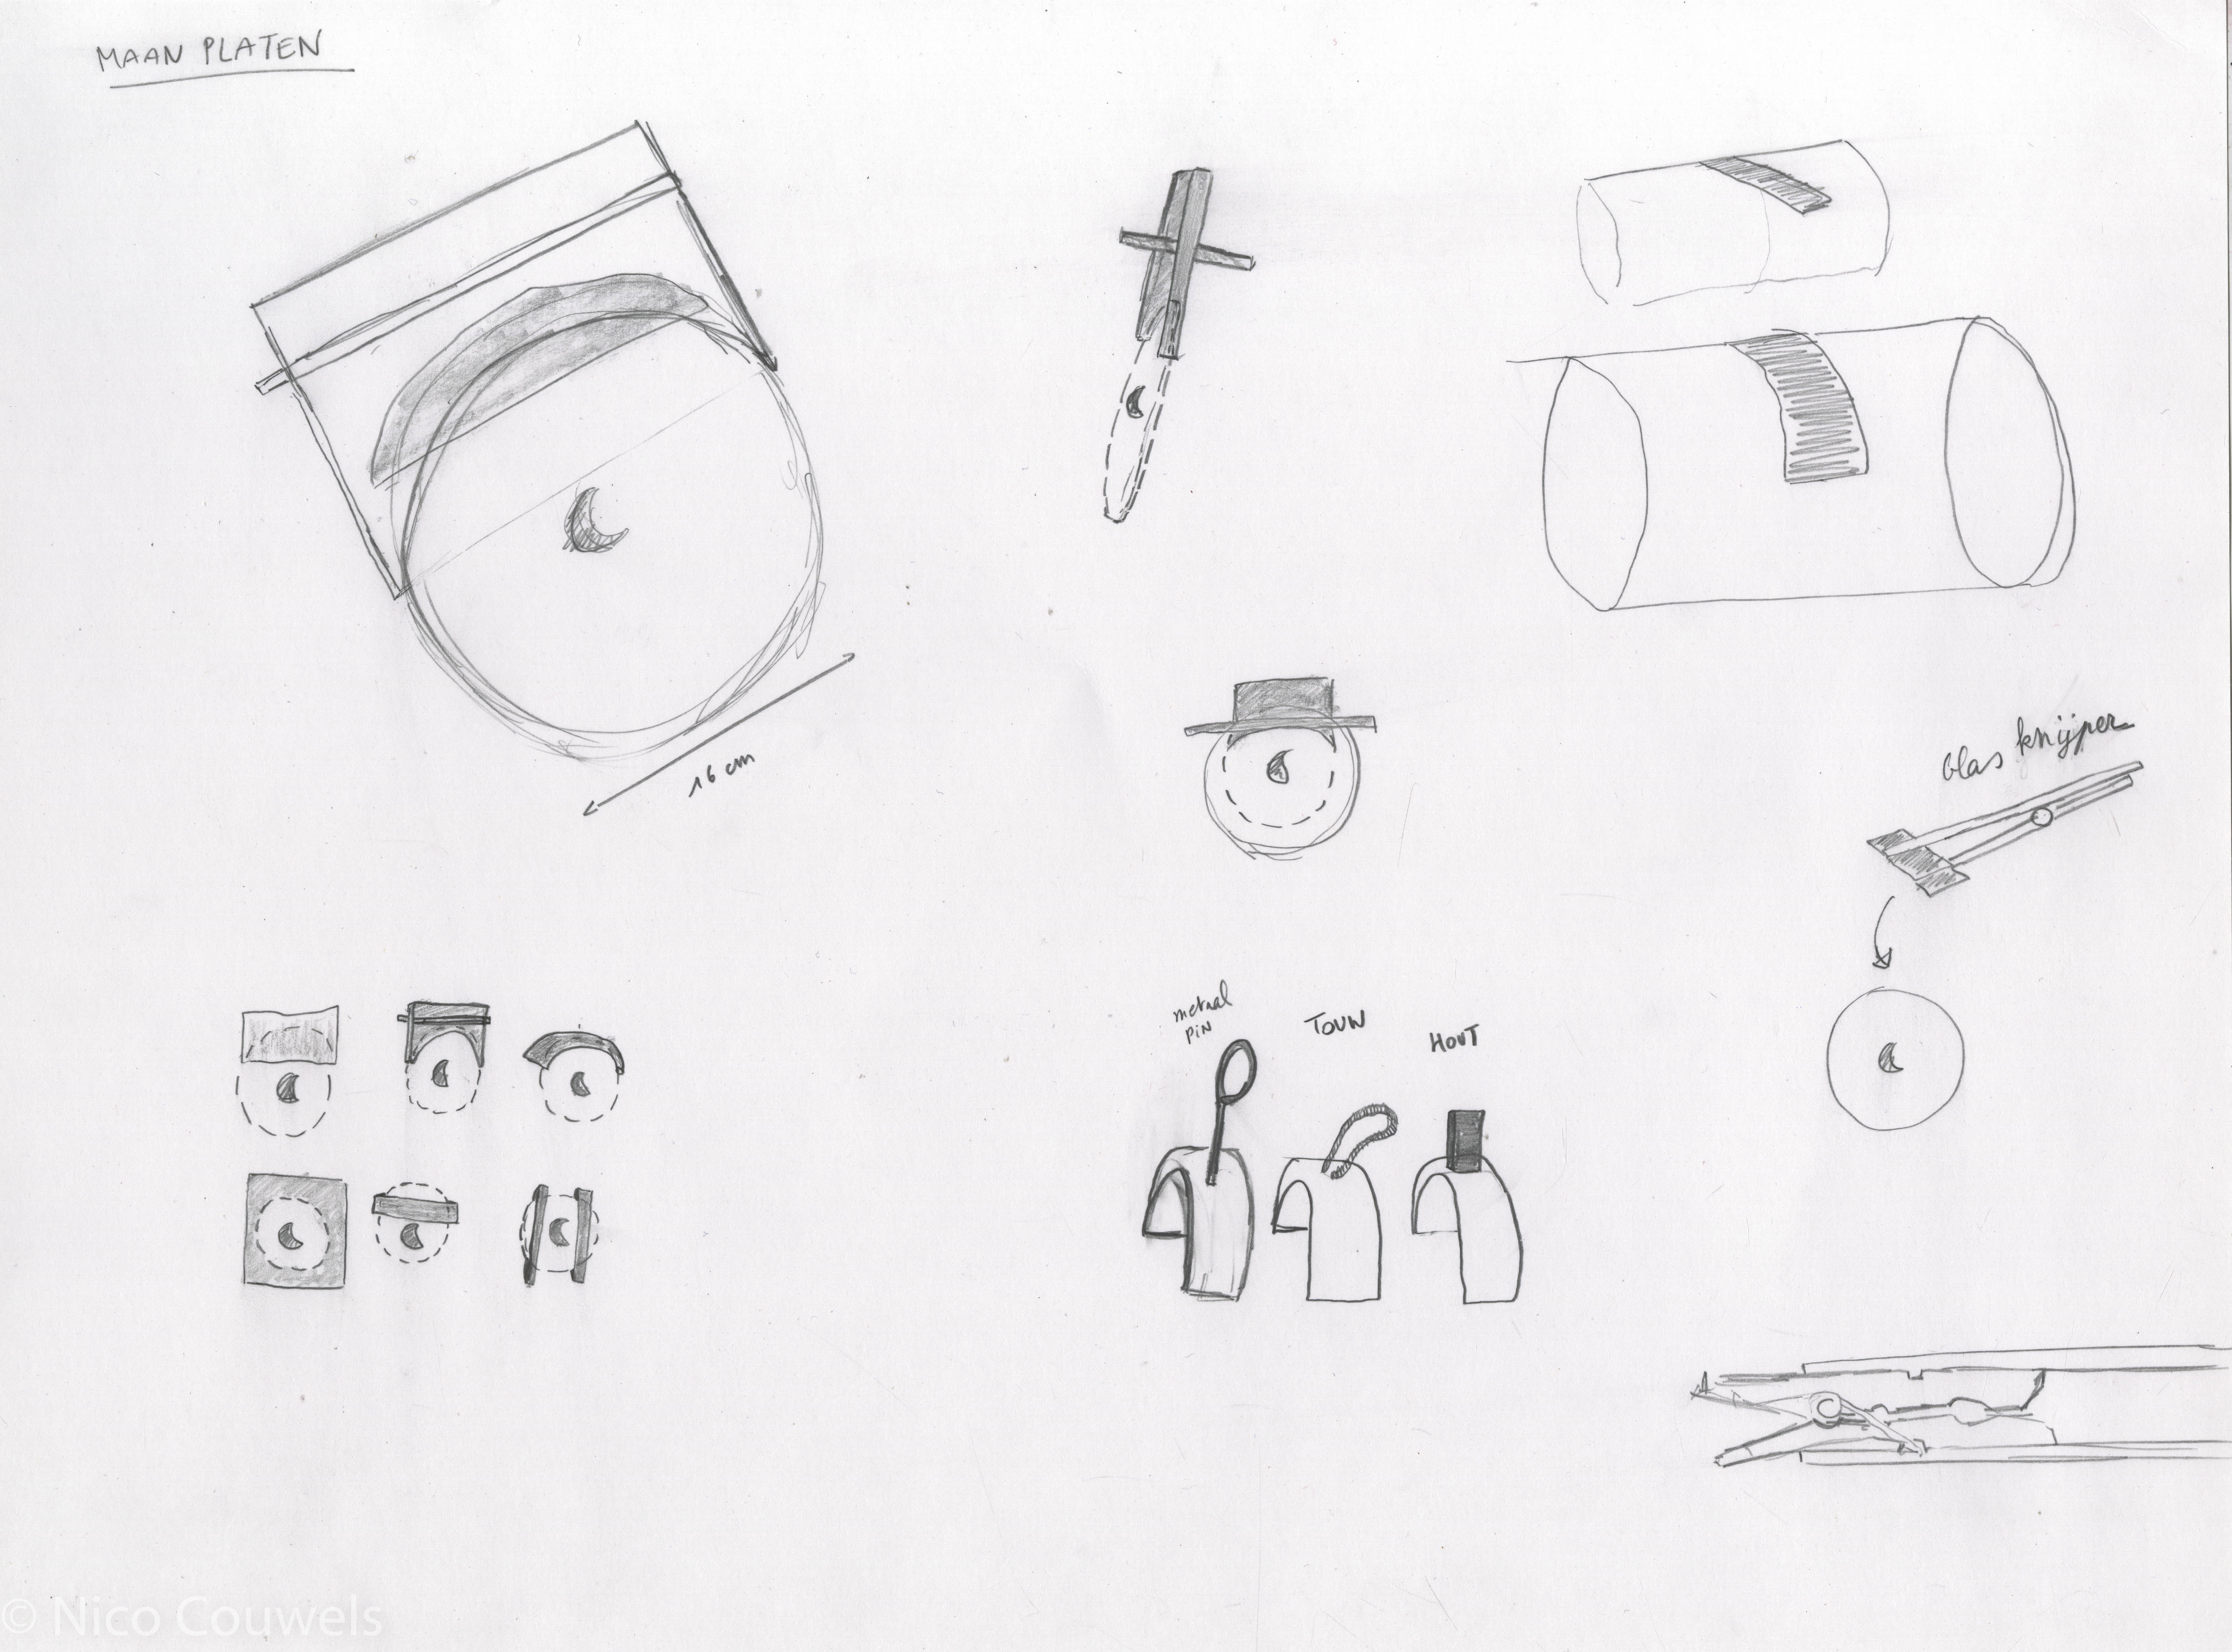 MAAN PLATEN
16 cm
Glas knijper
metaal
PiN
TOUW
HOUT
© Nico Couwels